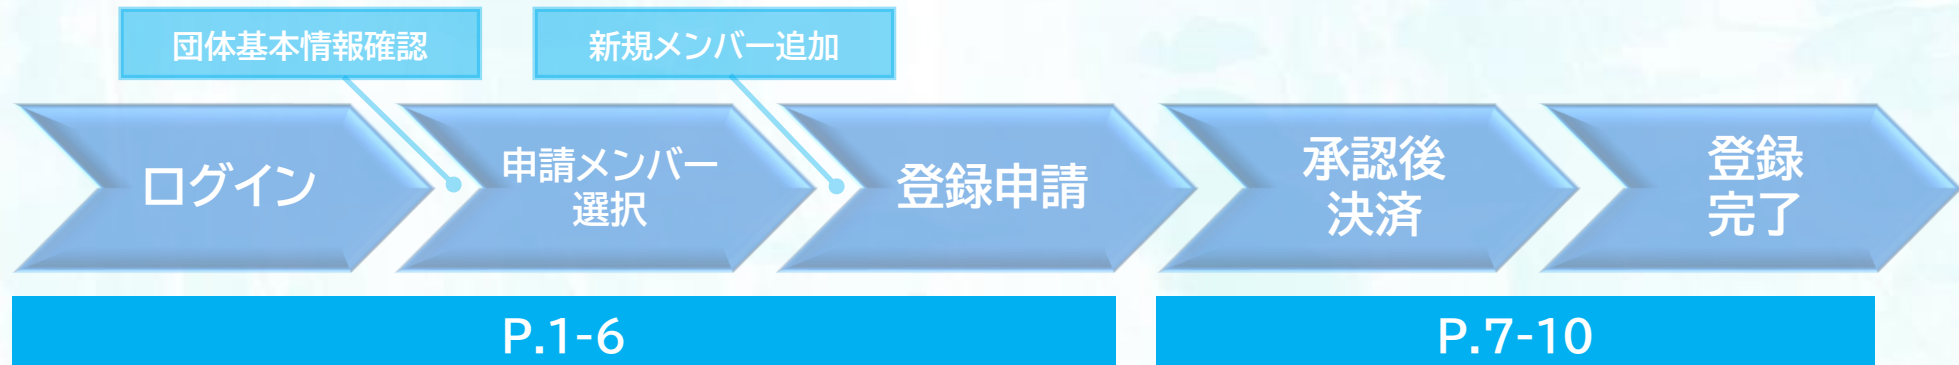 団体基本情報確認
新規メンバー追加
ログイン
申請メンバー
選択
登録申請
承認後
決済
登録
完了
P.1-6
P.7-10